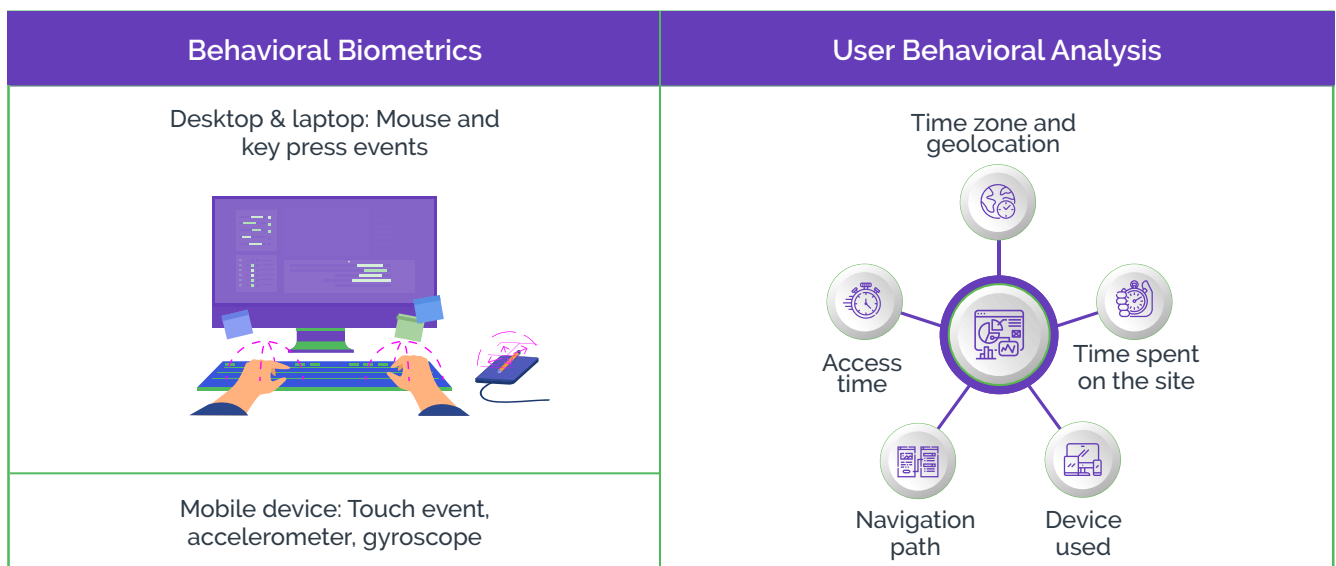 Behavioral Biometrics
User Behavioral Analysis
Desktop & laptop: Mouse and
key press events
Mobile device: Touch event,
accelerometer, gyroscope
Time zone and
geolocation
Access
time
Time spent
on the site
Navigation
path
Device
used